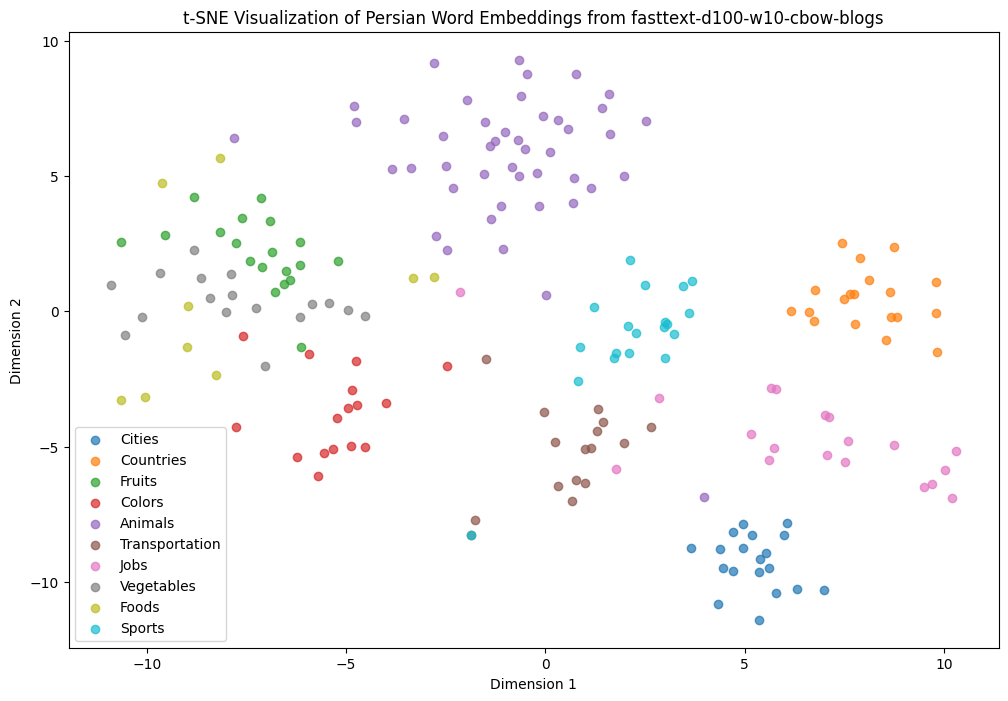 t-SNE Visualization of Persian Word Embeddings from fasttext-d100-w10-cbow-blogs
10
5
0
−5
−10
Dimension 2
Cities
Countries
Fruits
Colors
Animals
Transportation
Jobs
Vegetables
Foods
Sports
−10 −5 0 5 10
Dimension 1